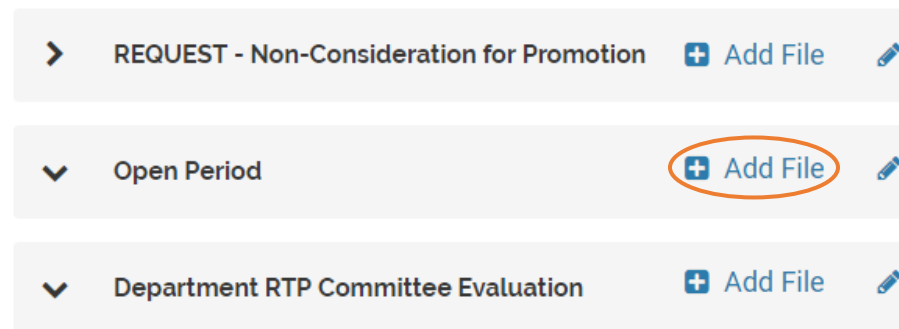 REQUEST - Non-Consideration for Promotion Add File
Open Period Add File
Department RTP Committee Evaluation Add File